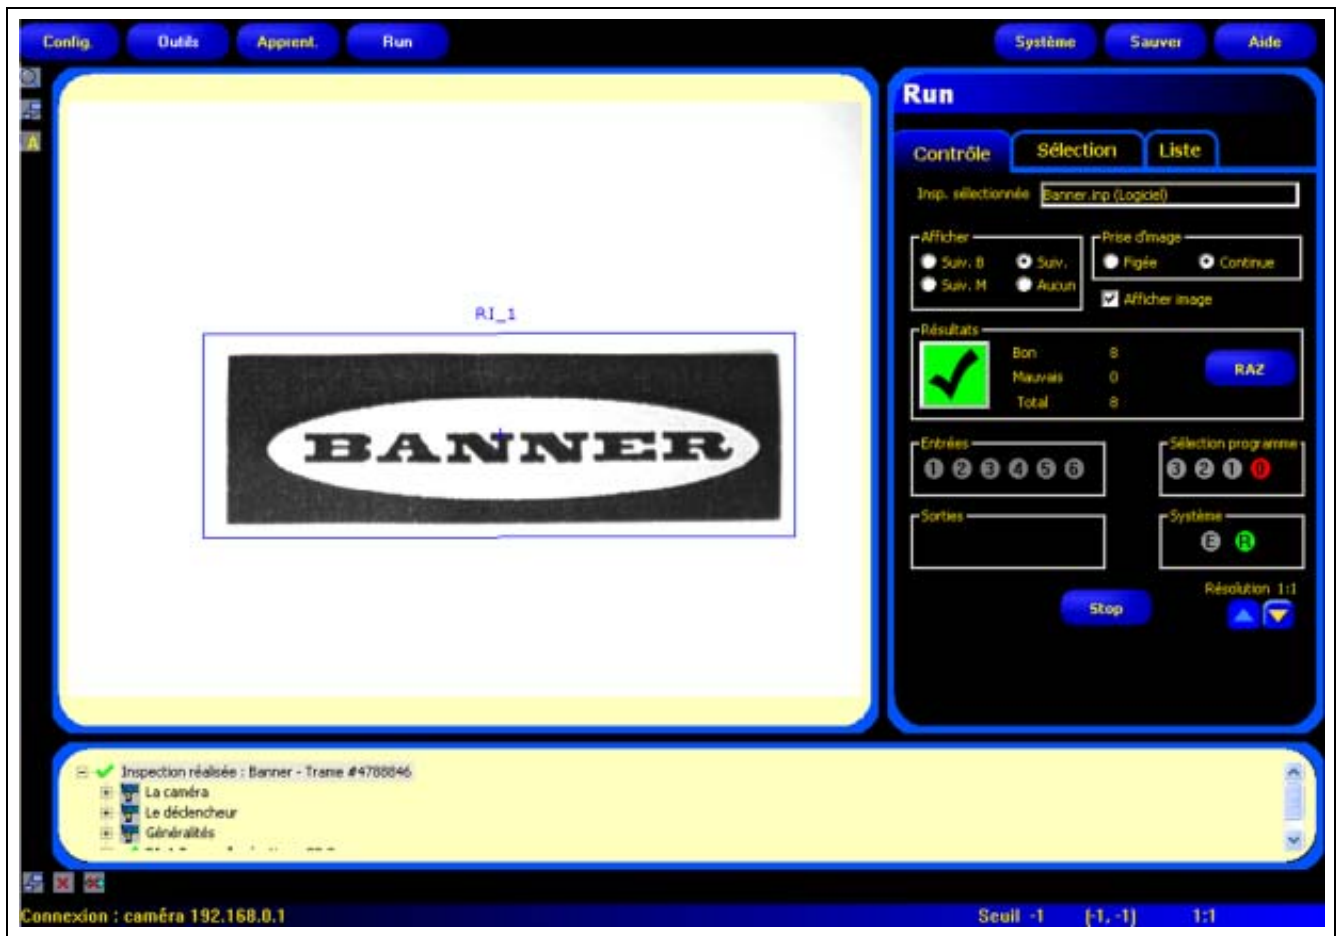 Config. Outils Apprent. Run Système Sauver Aide
A
Run
Contrôle Sélection Liste
Insp. sélectionnée Banner.inp (Logiciel)
Afficher Prise d'image
Suiv. B Suiv. Figée Continue
Suiv. M Aucun Afficher image
RI_1
BANNER
Résultats
Bon 8
Mauvais 0 RAZ
Total 8
Entrées Sélection programme
1 2 3 4 5 6 3 2 1 0
Sorties Système
E R
Résolution 1:1
Stop
Inspection réalisée : Banner - Trame #4788846
La caméra
Le déclencheur
Généralités
Connexion : caméra 192.168.0.1 Seuil -1 (-1, -1) 1:1